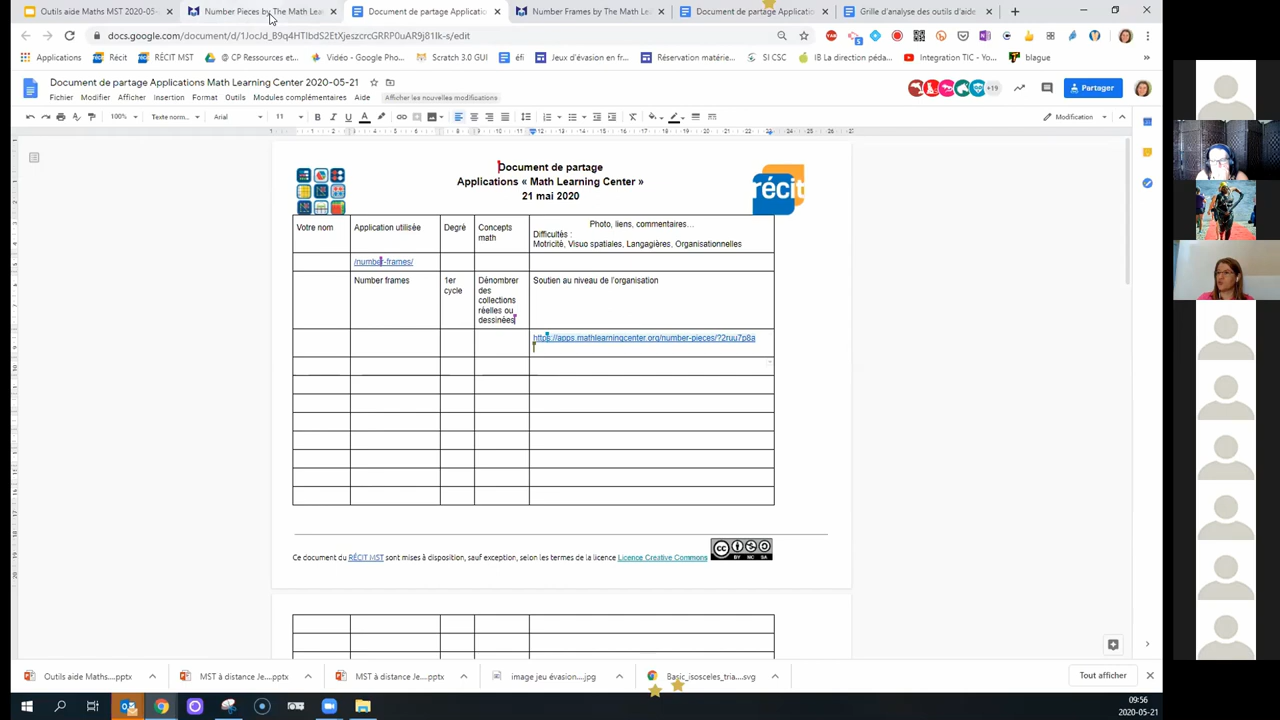 Outils aide Maths MST 2020-05-
Number Pieces by The Math Lea
Document de partage Applicatio
Number Frames by The Math Le
Document de partage Applicatio
Grille d'analyse des outils d'aide
docs.google.com/document/d/
/edit
Applications
Récit
RÉCIT MST
@ CP Ressources et...
Vidéo - Google Pho...
Scratch 3.0 GUI
éfi
Jeux d'évasion en fr...
Réservation matérie...
SI CSC
IB La direction péda...
Integration TIC - Yo...
blague
Document de partage Applications Math Learning Center 2020-05-21
Fichier Modifier Afficher Insertion Format Outils Modules complémentaires Aide
Afficher les nouvelles modifications
+19
Partager
100%
Texte norm...
Arial
11
Modification
Document de partage
Applications « Math Learning Center »
21 mai 2020
récit
Votre nom
Application utilisée
Degré
Concepts
math
Photo, liens, commentaires…
Difficultés :
Motricité, Visuo spatiales, Langagières, Organisationnelles
/number-frames/
Number frames
1er
cycle
Dénombrer
des
collections
réelles ou
dessinées
Soutien au niveau de l'organisation
https://apps.mathlearningcenter.org/number-pieces/?2ruu7p8a
Ce document du RÉCIT MST sont mises à disposition, sauf exception, selon les termes de la licence Licence Creative Commons
cc
BY NC SA
Outils aide Maths....pptx
MST à distance Je....pptx
MST à distance Je....pptx
image jeu évasion....jpg
Basic_isosceles_tria....svg
Tout afficher
09:56
2020-05-21